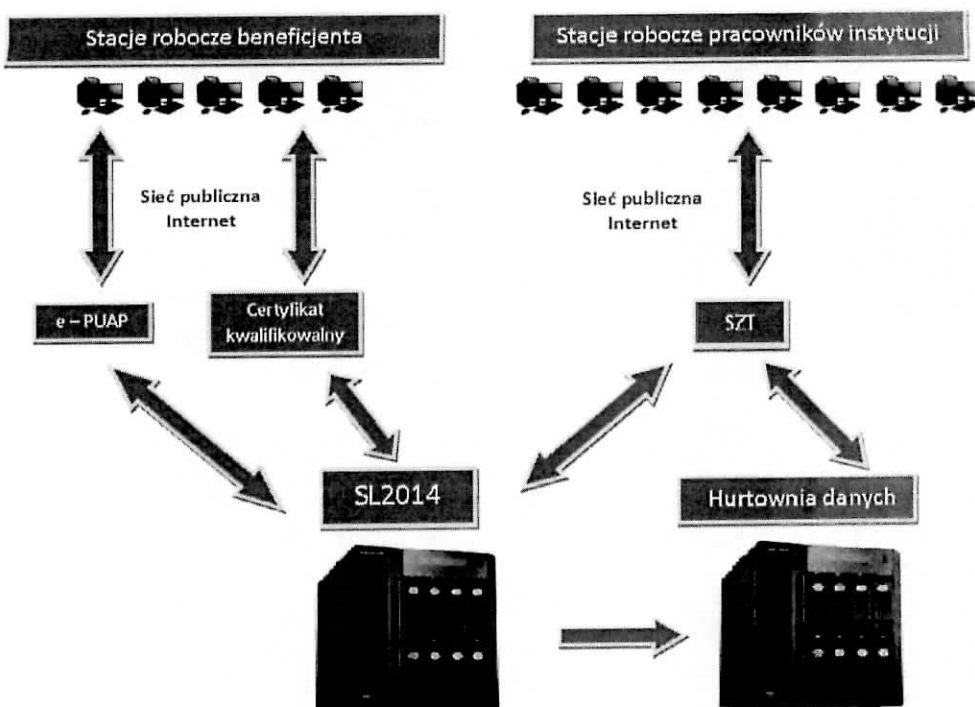 Stacje robocze beneficjenta
Stacje robocze pracowników instytucji
Sieć publiczna
Internet
Sieć publiczna
Internet
e – PUAP
Certylikat
kwalifikowalny
SZT
SL2014
Hurtownia danych